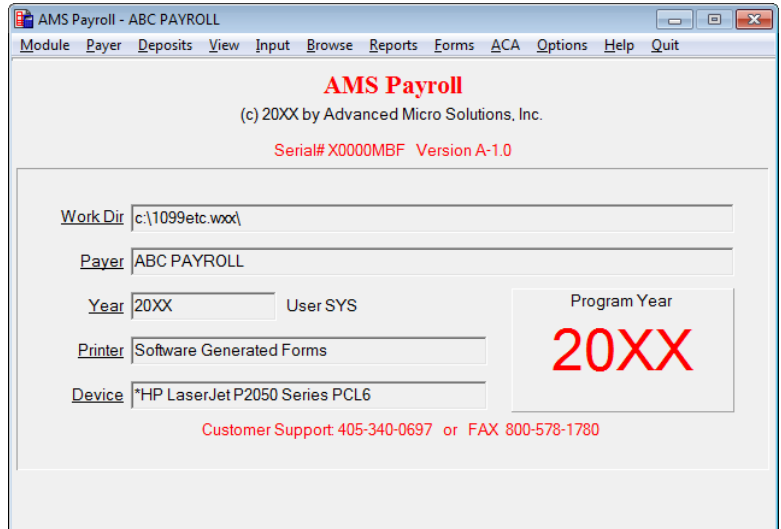 AMS Payroll - ABC PAYROLL
Module Payer Deposits View Input Browse Reports Forms ACA Options Help Quit
AMS Payroll
(c) 20XX by Advanced Micro Solutions, Inc.
Serial# X0000MBF Version A-1.0
Work Dir c:\1099etc.wxx\
Payer ABC PAYROLL
Year 20XX User SYS
Program Year
20XX
Printer Software Generated Forms
Device *HP LaserJet P2050 Series PCL6
Customer Support: 405-340-0697 or FAX 800-578-1780